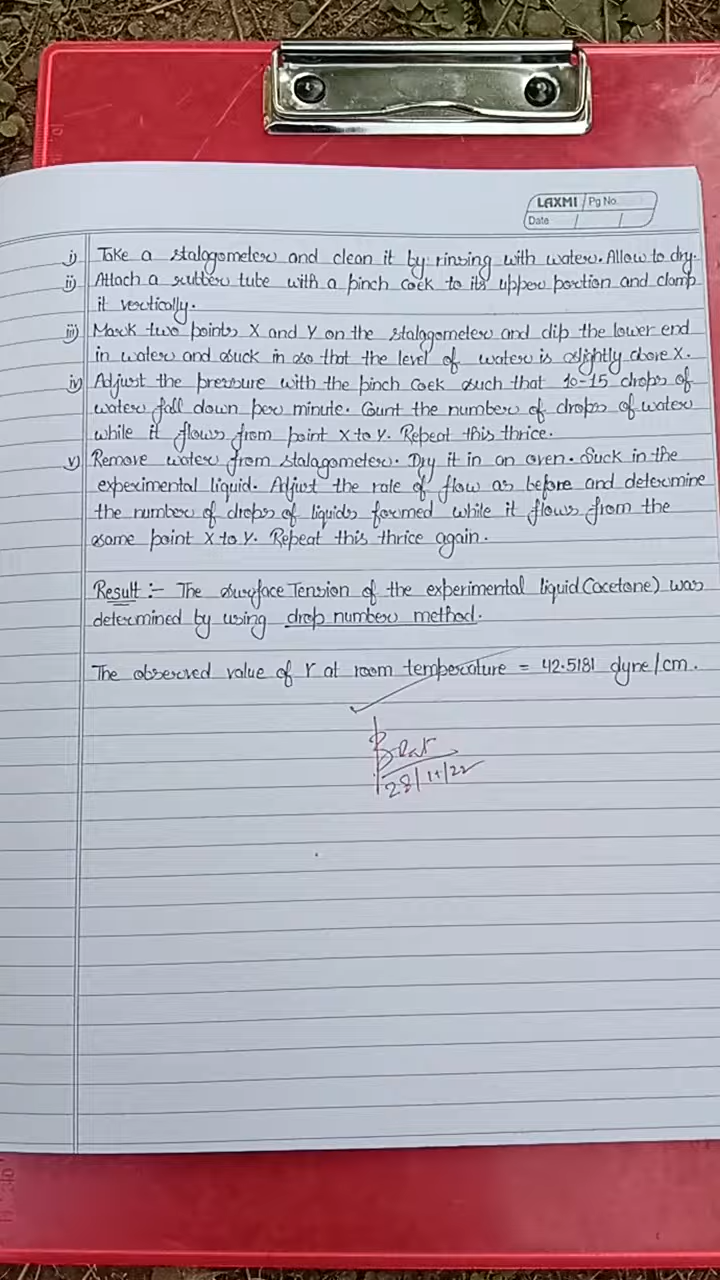 LAXMI Pg No.
Date / /
i) Take a stalagometer and clean it by rinsing with water. Allow to dry.
ii) Attach a rubber tube with a pinch cock to its upper portion and clamp
it vertically.
iii) Mark two points X and Y on the stalagometer and dip the lower end
in water and suck in so that the level of water is slightly above X.
iv) Adjust the pressure with the pinch cock such that 10-15 drops of
water fall down per minute. Count the number of drops of water
while it flows from point X to Y. Repeat this thrice.
v) Remove water from stalagometer. Dry it in an oven. Suck in the
experimental liquid. Adjust the rate of flow as before and determine
the number of drops of liquids formed while it flows from the
same point X to Y. Repeat this thrice again.
Result :- The surface Tension of the experimental liquid (acetone) was
determined by using drop number method.
The observed value of r at room temperature = 42.5181 dyne/cm.
28/11/22